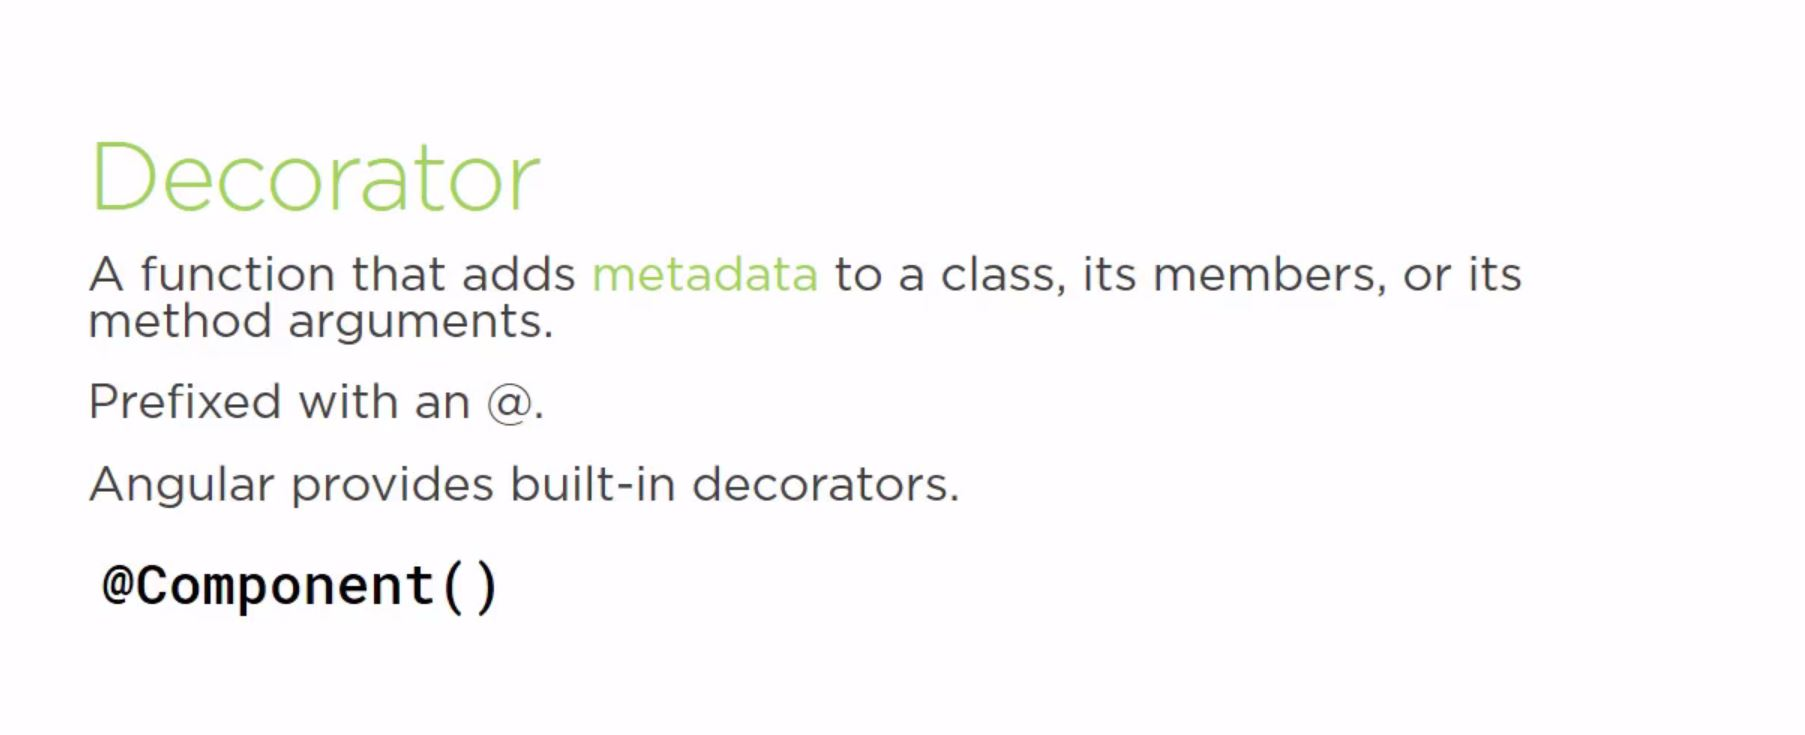 Decorator
A function that adds metadata to a class, its members, or its
method arguments.
Prefixed with an @.
Angular provides built-in decorators.
@Component()